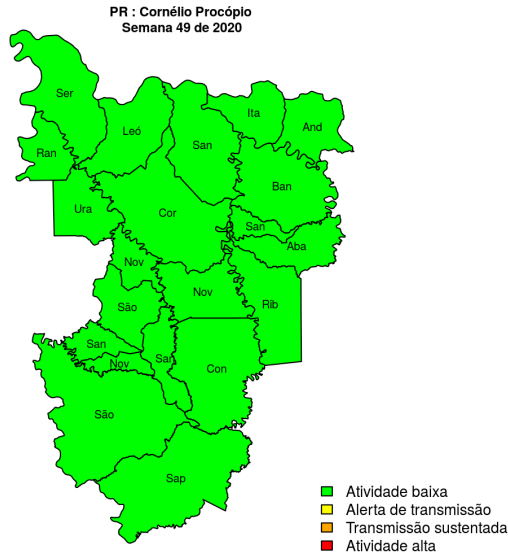 PR : Cornélio Procópio
Semana 49 de 2020
Ser
Leó
Ita
And
San
Ran
Ban
Ura
Cor
San
Aba
Nov
Nov
Rib
São
San
San
Nov
Con
São
Sap
Atividade baixa
Alerta de transmissão
Transmissão sustentada
Atividade alta